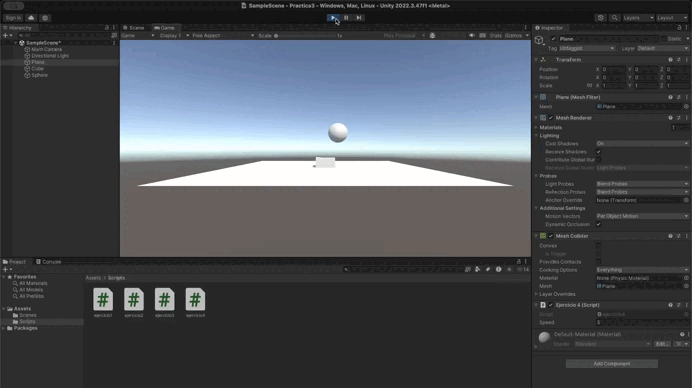 SampleScene - Practica3 - Windows, Mac, Linux - Unity 2022.3.47f1 <Metal>
Sign in
Layers
Layout
Hierarchy
Scene
Game
Inspector
Game
Display 1
Free Aspect
Scale
Play Focused
Stats
Gizmos
SampleScene*
Main Camera
Directional Light
Plane
Cube
Sphere
Plane
Static
Tag
Untagged
Layer
Default
Transform
Position
X 0
Y 0
Z 0
Rotation
X 0
Y 0
Z 0
Scale
X 1
Y 1
Z 1
Plane (Mesh Filter)
Mesh
Plane
Mesh Renderer
Materials
1
Lighting
Cast Shadows
On
Receive Shadows
Contribute Global
Light Probes
Probes
Light Probes
Blend Probes
Reflection Probes
Blend Probes
Anchor Override
None (Transform)
Additional Settings
Motion Vectors
Per Object Motion
Dynamic Occlusion
Mesh Collider
Convex
Is Trigger
Provides Contacts
Cooking Options
Everything
Material
None (Physic Material)
Mesh
Plane
Layer Overrides
Ejercicio 4 (Script)
Script
ejercicio4
Speed
5
Default-Material (Material)
Shader
Standard
Edit...
Add Component
Project
Console
Favorites
All Materials
All Models
All Prefabs
Assets
Scenes
Scripts
Packages
Assets > Scripts
ejercicio1
ejercicio2
ejercicio3
ejercicio4